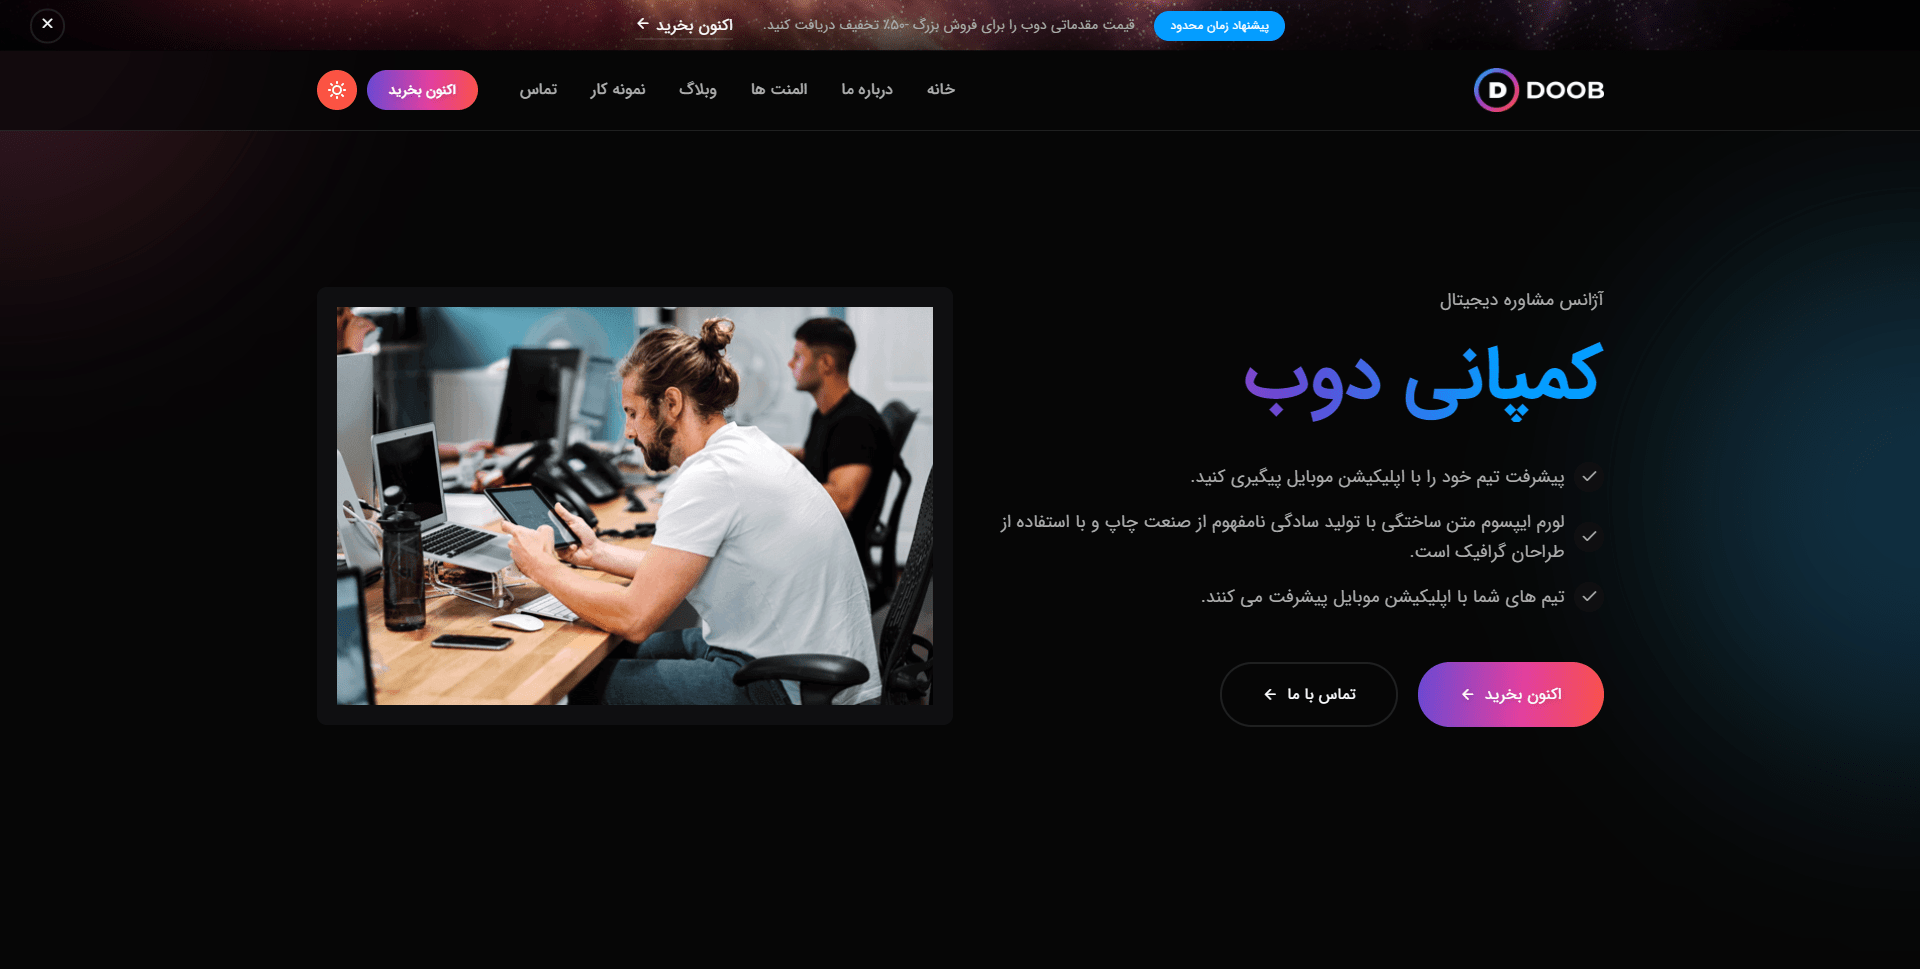 پیشنهاد زمان محدود
قیمت مقدماتی دوب را برای فروش بزرگ -۵۰٪ تخفیف دریافت کنید.
اکنون بخرید
D DOOB
خانه
درباره ما
المنت ها
وبلاگ
نمونه کار
تماس
اکنون بخرید
آژانس مشاوره دیجیتال
کمپانی دوب
پیشرفت تیم خود را با اپلیکیشن موبایل پیگیری کنید.
لورم ایپسوم متن ساختگی با تولید سادگی نامفهوم از صنعت چاپ و با استفاده از
طراحان گرافیک است.
تیم های شما با اپلیکیشن موبایل پیشرفت می کنند.
اکنون بخرید
تماس با ما